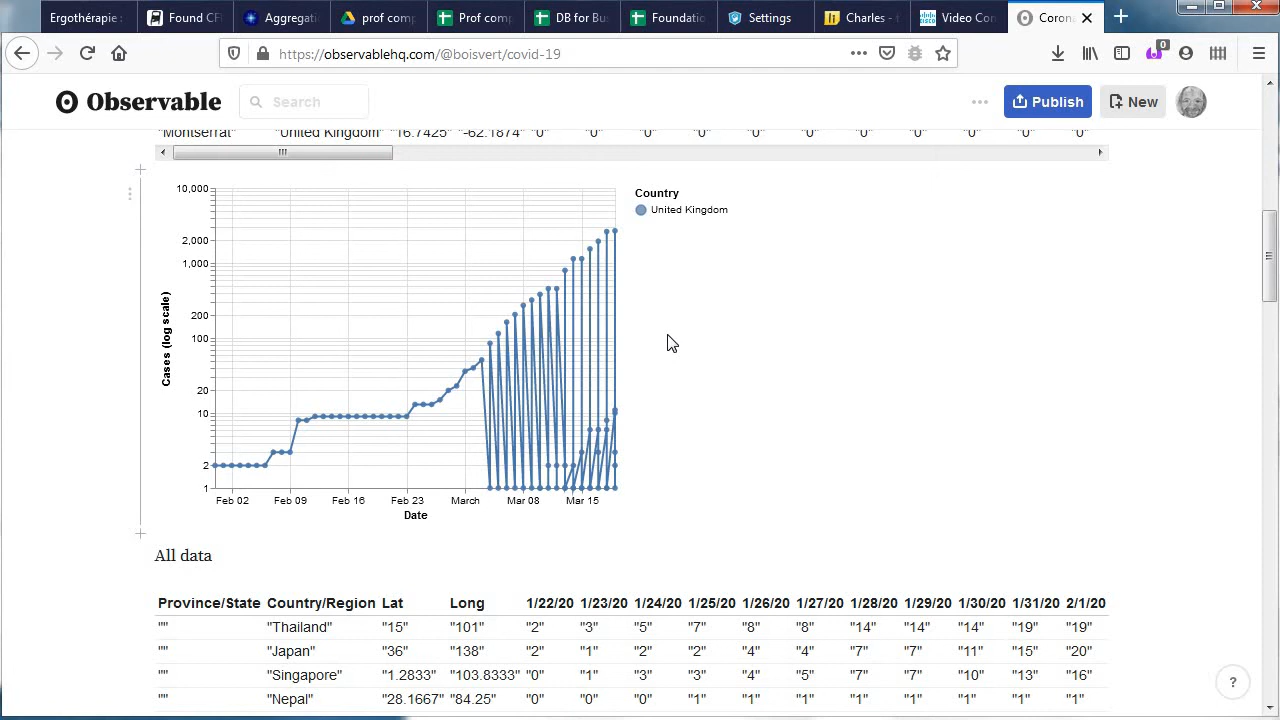 Ergothérapie : Found CF Aggregati prof comp Prof comp DB for Bus Foundatio Settings Charles - Video Con Corona
https://observablehq.com/@boisvert/covid-19 0
Observable Search Publish New
"Montserrat" "United Kingdom" "16.7425" "-62.1874" "0" "0" "0" "0" "0" "0" "0" "0" "0" "0" "0"
10,000
2,000
1,000
200
100
20
10
2
1
Cases (log scale)
Feb 02 Feb 09 Feb 16 Feb 23 March Mar 08 Mar 15
Date
Country
United Kingdom
All data
Province/State Country/Region Lat Long 1/22/20 1/23/20 1/24/20 1/25/20 1/26/20 1/27/20 1/28/20 1/29/20 1/30/20 1/31/20 2/1/20
"" "Thailand" "15" "101" "2" "3" "5" "7" "8" "8" "14" "14" "14" "19" "19"
"" "Japan" "36" "138" "2" "1" "2" "2" "4" "4" "7" "7" "11" "15" "20"
"" "Singapore" "1.2833" "103.8333" "0" "1" "3" "3" "4" "5" "7" "7" "10" "13" "16"
"" "Nepal" "28.1667" "84.25" "0" "0" "0" "1" "1" "1" "1" "1" "1" "1" "1"
?